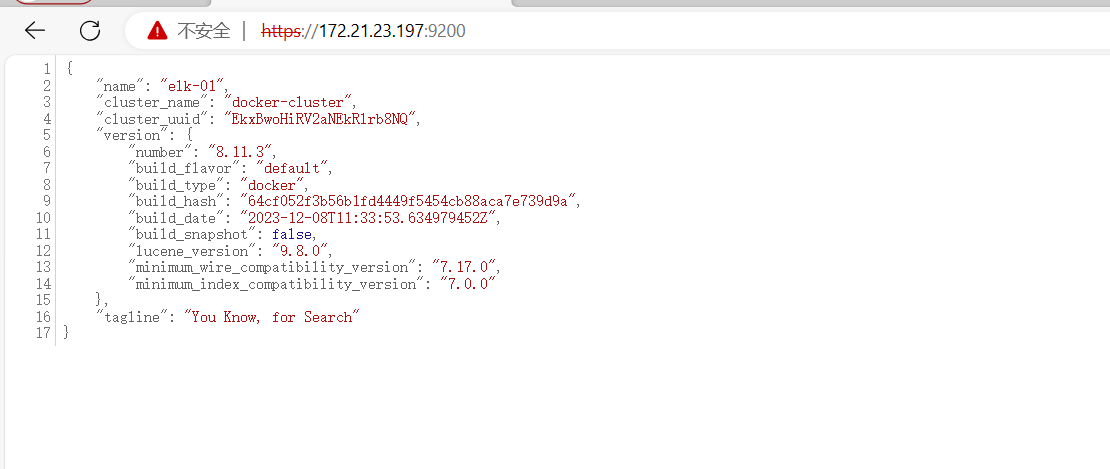 不安全 | https://172.21.23.197:9200
1 {
2 "name": "elk-01",
3 "cluster_name": "docker-cluster",
4 "cluster_uuid": "EkxBwoHiRV2aNEkR1rb8NQ",
5 "version": {
6 "number": "8.11.3",
7 "build_flavor": "default",
8 "build_type": "docker",
9 "build_hash": "64cf052f3b56b1fd4449f5454cb88aca7e739d9a",
10 "build_date": "2023-12-08T11:33:53.634979452Z",
11 "build_snapshot": false,
12 "lucene_version": "9.8.0",
13 "minimum_wire_compatibility_version": "7.17.0",
14 "minimum_index_compatibility_version": "7.0.0"
15 },
16 "tagline": "You Know, for Search"
17 }